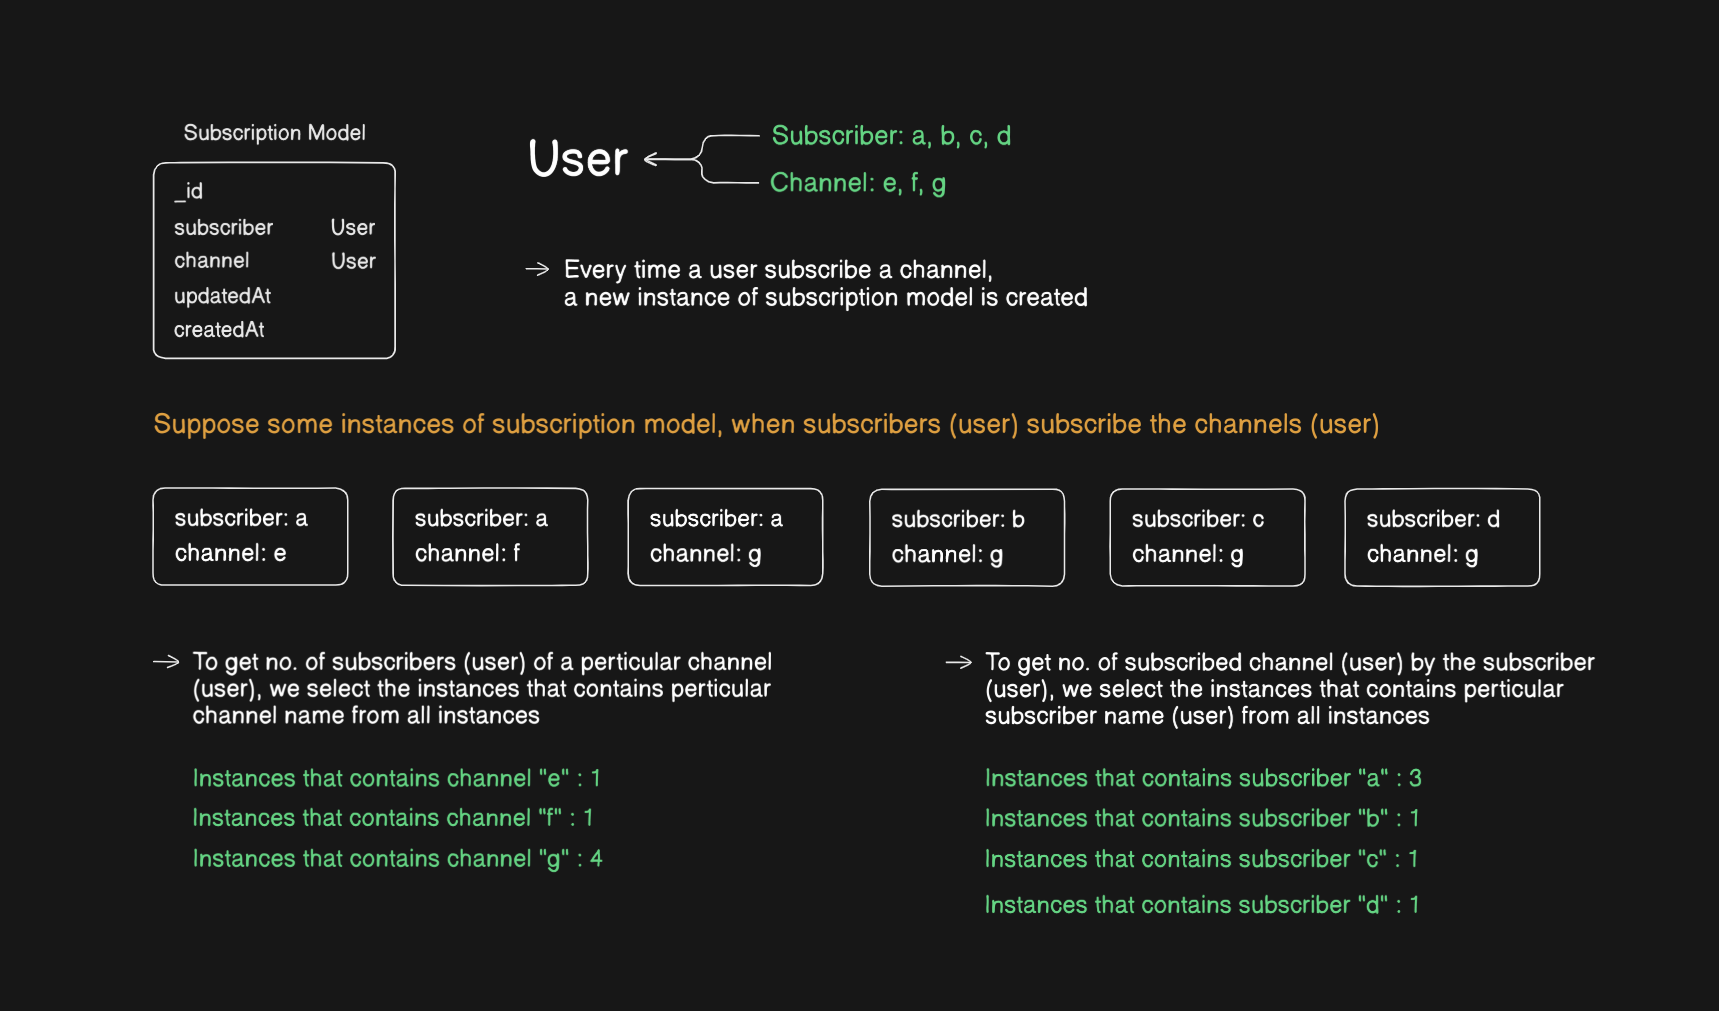 Subscription Model
_id
subscriber User
channel User
updatedAt
createdAt
User
Subscriber: a, b, c, d
Channel: e, f, g
Every time a user subscribe a channel,
a new instance of subscription model is created
Suppose some instances of subscription model, when subscribers (user) subscribe the channels (user)
subscriber: a
channel: e
subscriber: a
channel: f
subscriber: a
channel: g
subscriber: b
channel: g
subscriber: c
channel: g
subscriber: d
channel: g
To get no. of subscribers (user) of a perticular channel
(user), we select the instances that contains perticular
channel name from all instances
Instances that contains channel "e" : 1
Instances that contains channel "f" : 1
Instances that contains channel "g" : 4
To get no. of subscribed channel (user) by the subscriber
(user), we select the instances that contains perticular
subscriber name (user) from all instances
Instances that contains subscriber "a" : 3
Instances that contains subscriber "b" : 1
Instances that contains subscriber "c" : 1
Instances that contains subscriber "d" : 1